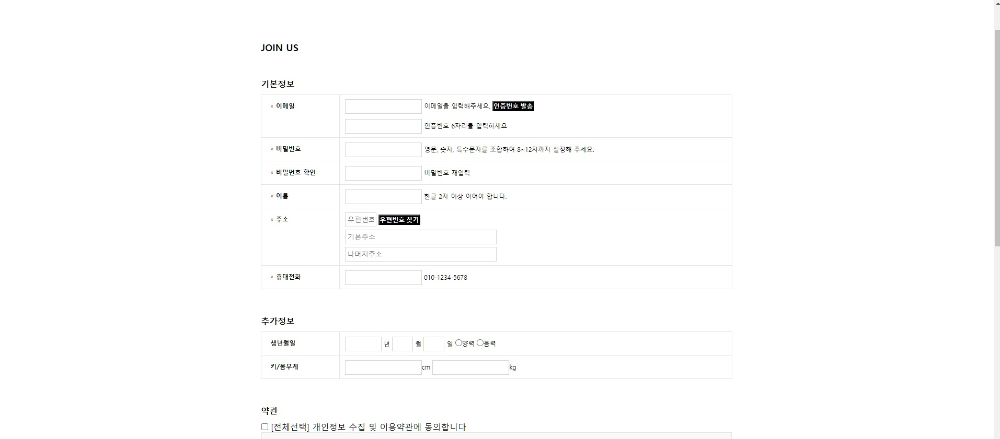 JOIN US
기본정보
* 이메일 이메일을 입력해주세요. 인증번호 발송
인증번호 6자리를 입력하세요
* 비밀번호 영문, 숫자, 특수문자를 조합하여 8~12자까지 설정해 주세요.
* 비밀번호 확인 비밀번호 재입력
* 이름 한글 2자 이상 이어야 합니다.
* 주소 우편번호 우편번호 찾기
기본주소
나머지주소
* 휴대전화 010-1234-5678
추가정보
생년월일 년 월 일 양력 음력
키/몸무게 cm kg
약관
[전체선택] 개인정보 수집 및 이용약관에 동의합니다